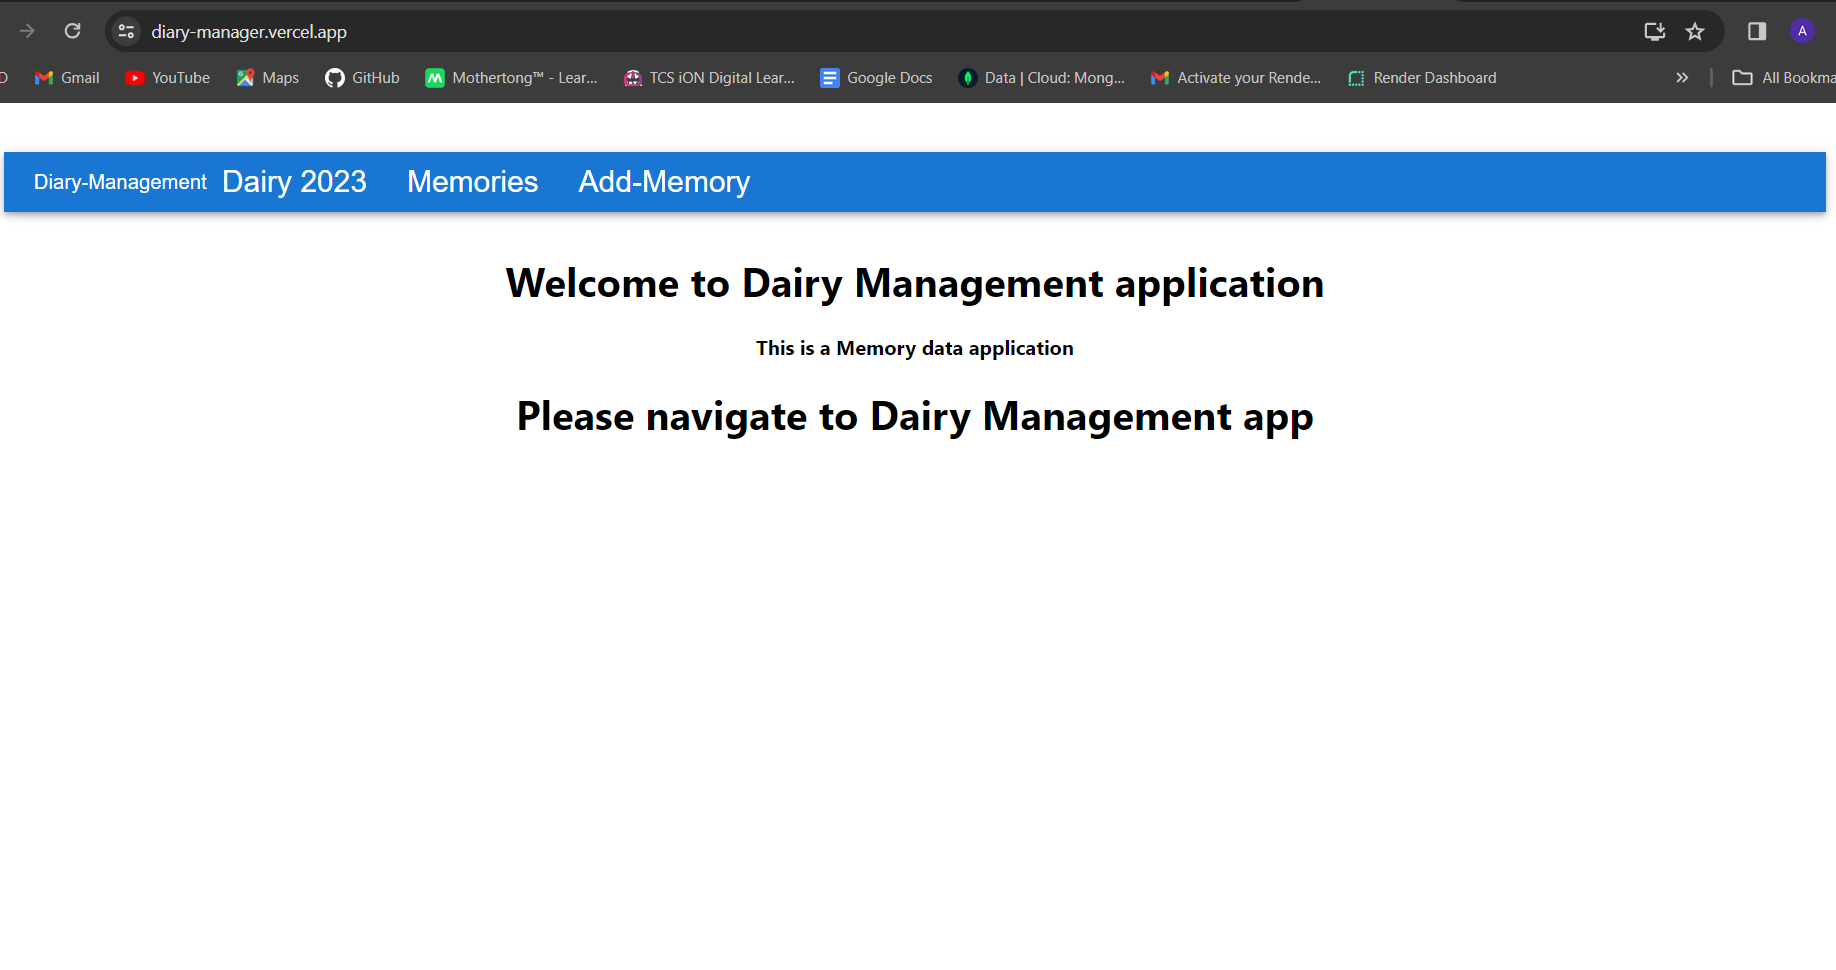 diary-manager.vercel.app
A
Gmail YouTube Maps GitHub Mothertong™ - Lear... TCS iON Digital Lear... Google Docs Data | Cloud: Mong... Activate your Rende... Render Dashboard » All Bookma
Diary-Management Dairy 2023 Memories Add-Memory
Welcome to Dairy Management application
This is a Memory data application
Please navigate to Dairy Management app